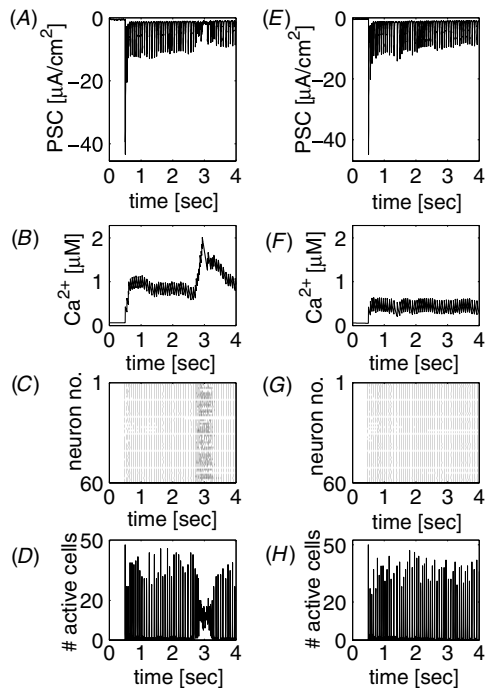 (A)
PSC [µA/cm²]
0
−20
−40
0 1 2 3 4
time [sec]
(E)
PSC [µA/cm²]
0
−20
−40
0 1 2 3 4
time [sec]
(B)
Ca²⁺ [µM]
2
1
0
0 1 2 3 4
time [sec]
(F)
Ca²⁺ [µM]
2
1
0
0 1 2 3 4
time [sec]
(C)
neuron no.
1
60
0 1 2 3 4
time [sec]
(G)
neuron no.
1
60
0 1 2 3 4
time [sec]
(D)
# active cells
50
20
0
0 1 2 3 4
time [sec]
(H)
# active cells
50
20
0
0 1 2 3 4
time [sec]